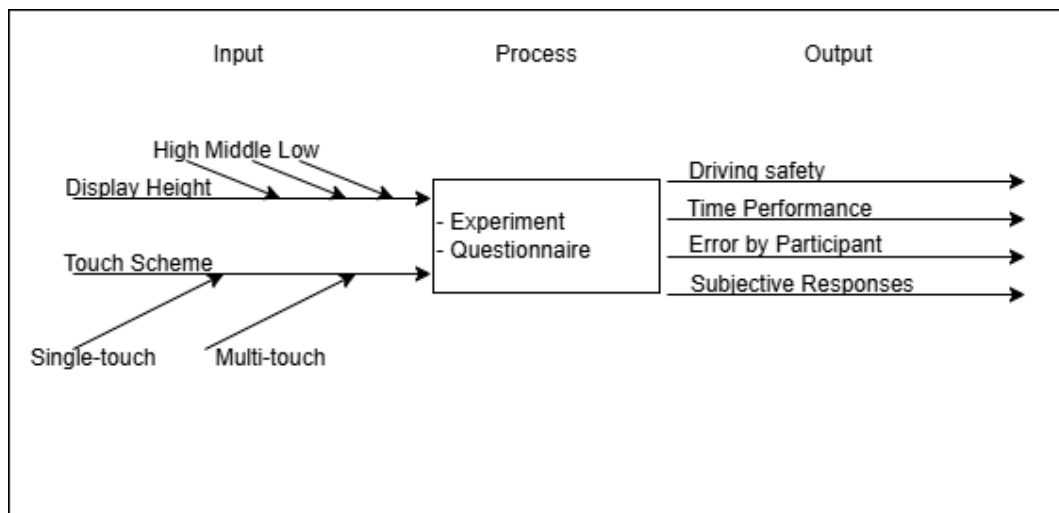 Input
Process
Output
High Middle Low
Display Height
Touch Scheme
Single-touch
Multi-touch
- Experiment
- Questionnaire
Driving safety
Time Performance
Error by Participant
Subjective Responses